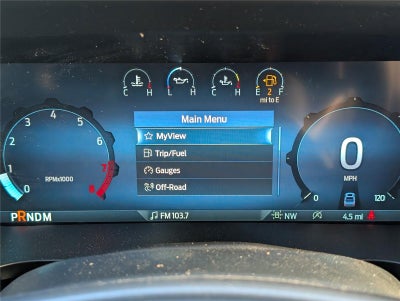 C H L H C H E 2 F
mi to E
Main Menu
MyView
Trip/Fuel
Gauges
Off-Road
0 1 2 3 4 5 6 7 8
RPMx1000
0
MPH
0 120
PRNDM
FM 103.7
NW
4.5 mi